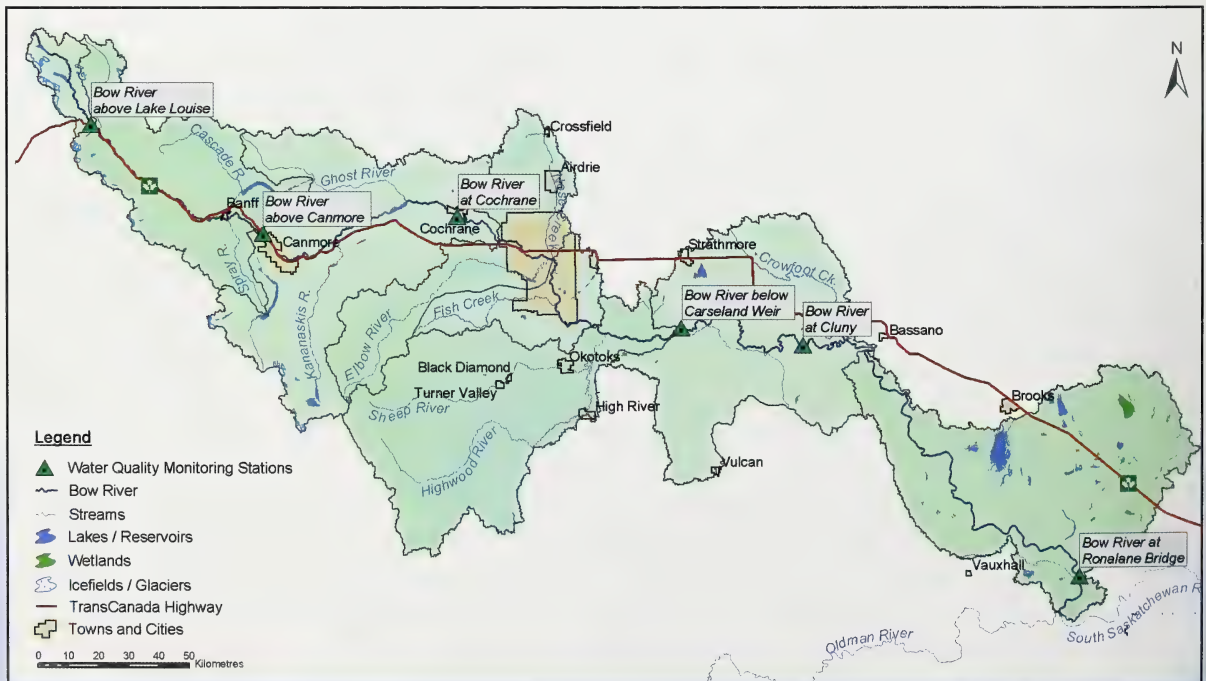 N
Bow River
above Lake Louise
Crossfield
Cascade R.
Airdrie
Ghost River
Bow River
at Cochrane
Banff
Bow River
above Canmore
Cochrane
Canmore
Strathmore
Crowfoot Ck.
Spray R.
Kananaskis R.
Elbow River
Fish Creek
Bow River below
Carseland Weir
Bow River
at Cluny
Bassano
Black Diamond
Okotoks
Turner Valley
Sheep River
High River
Brooks
Highwood River
Vulcan
Bow River at
Ronalane Bridge
Vauxhall
Oldman River
South Saskatchewan R
Legend
Water Quality Monitoring Stations
Bow River
Streams
Lakes / Reservoirs
Wetlands
Icefields / Glaciers
TransCanada Highway
Towns and Cities
0 10 20 30 40 50
Kilometres